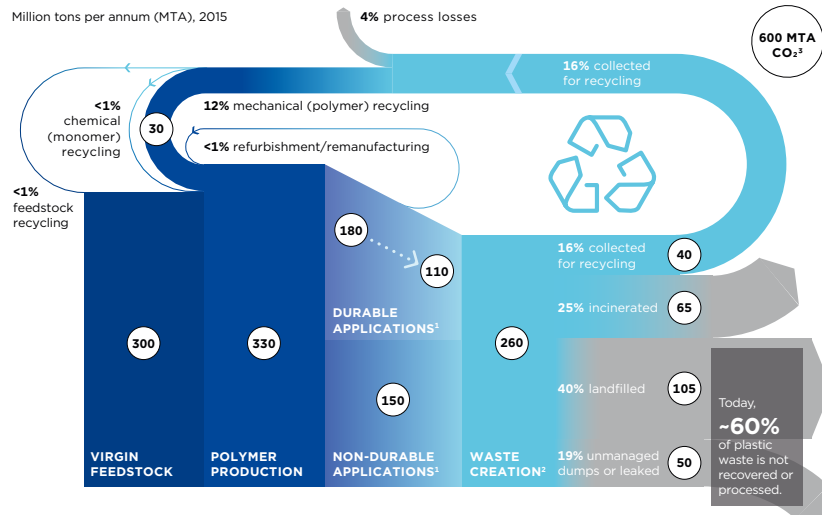 Million tons per annum (MTA), 2015
4% process losses
600 MTA
CO₂³
16% collected
for recycling
<1%
chemical
(monomer)
recycling
30
12% mechanical (polymer) recycling
<1% refurbishment/remanufacturing
<1%
feedstock
recycling
180
110
16% collected
for recycling
40
DURABLE
APPLICATIONS¹
25% incinerated
65
300
330
260
150
40% landfilled
105
Today,
~60%
of plastic
waste is not
recovered or
processed.
VIRGIN
FEEDSTOCK
POLYMER
PRODUCTION
NON-DURABLE
APPLICATIONS¹
WASTE
CREATION²
19% unmanaged
dumps or leaked
50